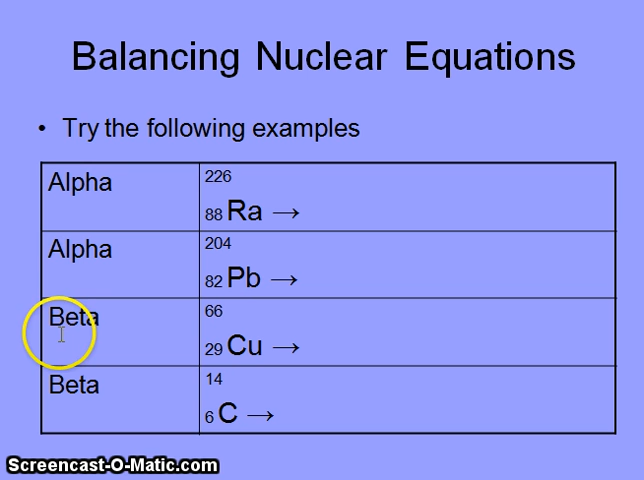 Balancing Nuclear Equations
• Try the following examples
Alpha
226
88 Ra →
Alpha
204
82 Pb →
Beta
66
29 Cu →
Beta
14
6 C →
Screencast-O-Matic.com